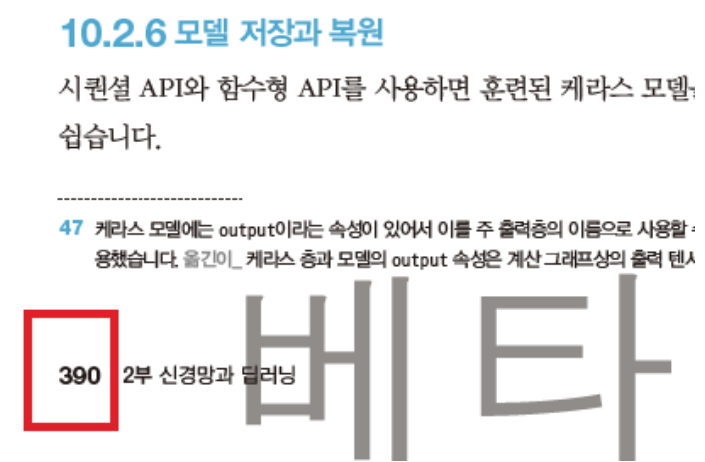 10.2.6 모델 저장과 복원
시퀀셜 API와 함수형 API를 사용하면 훈련된 케라스 모델
쉽습니다.
47 케라스 모델에는 output이라는 속성이 있어서 이를 주 출력층의 이름으로 사용할
용했습니다. 옮긴이_ 케라스 층과 모델의 output 속성은 계산 그래프상의 출력 텐
390 2부 신경망과 딥러닝
베타